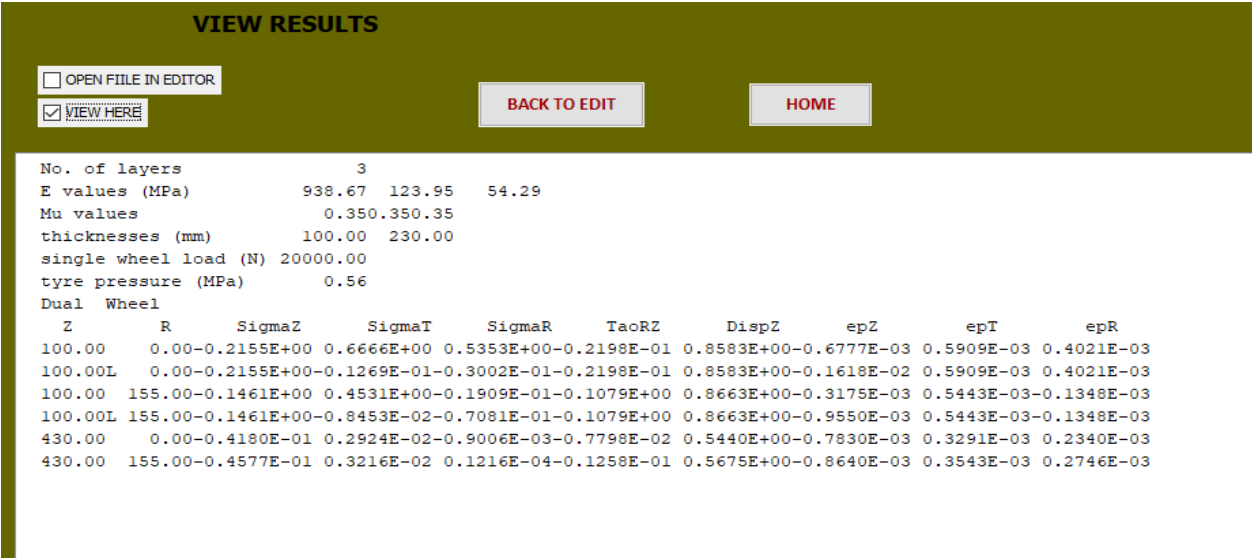 VIEW RESULTS
OPEN FIILE IN EDITOR
VIEW HERE
BACK TO EDIT
HOME
No. of layers 3
E values (MPa) 938.67 123.95 54.29
Mu values 0.350.350.35
thicknesses (mm) 100.00 230.00
single wheel load (N) 20000.00
tyre pressure (MPa) 0.56
Dual Wheel
Z R SigmaZ SigmaT SigmaR TaoRZ DispZ epZ epT epR
100.00 0.00-0.2155E+00 0.6666E+00 0.5353E+00-0.2198E-01 0.8583E+00-0.6777E-03 0.5909E-03 0.4021E-03
100.00L 0.00-0.2155E+00-0.1269E-01-0.3002E-01-0.2198E-01 0.8583E+00-0.1618E-02 0.5909E-03 0.4021E-03
100.00 155.00-0.1461E+00 0.4531E+00-0.1909E-01-0.1079E+00 0.8663E+00-0.3175E-03 0.5443E-03-0.1348E-03
100.00L 155.00-0.1461E+00-0.8453E-02-0.7081E-01-0.1079E+00 0.8663E+00-0.9550E-03 0.5443E-03-0.1348E-03
430.00 0.00-0.4180E-01 0.2924E-02-0.9006E-03-0.7798E-02 0.5440E+00-0.7830E-03 0.3291E-03 0.2340E-03
430.00 155.00-0.4577E-01 0.3216E-02 0.1216E-04-0.1258E-01 0.5675E+00-0.8640E-03 0.3543E-03 0.2746E-03